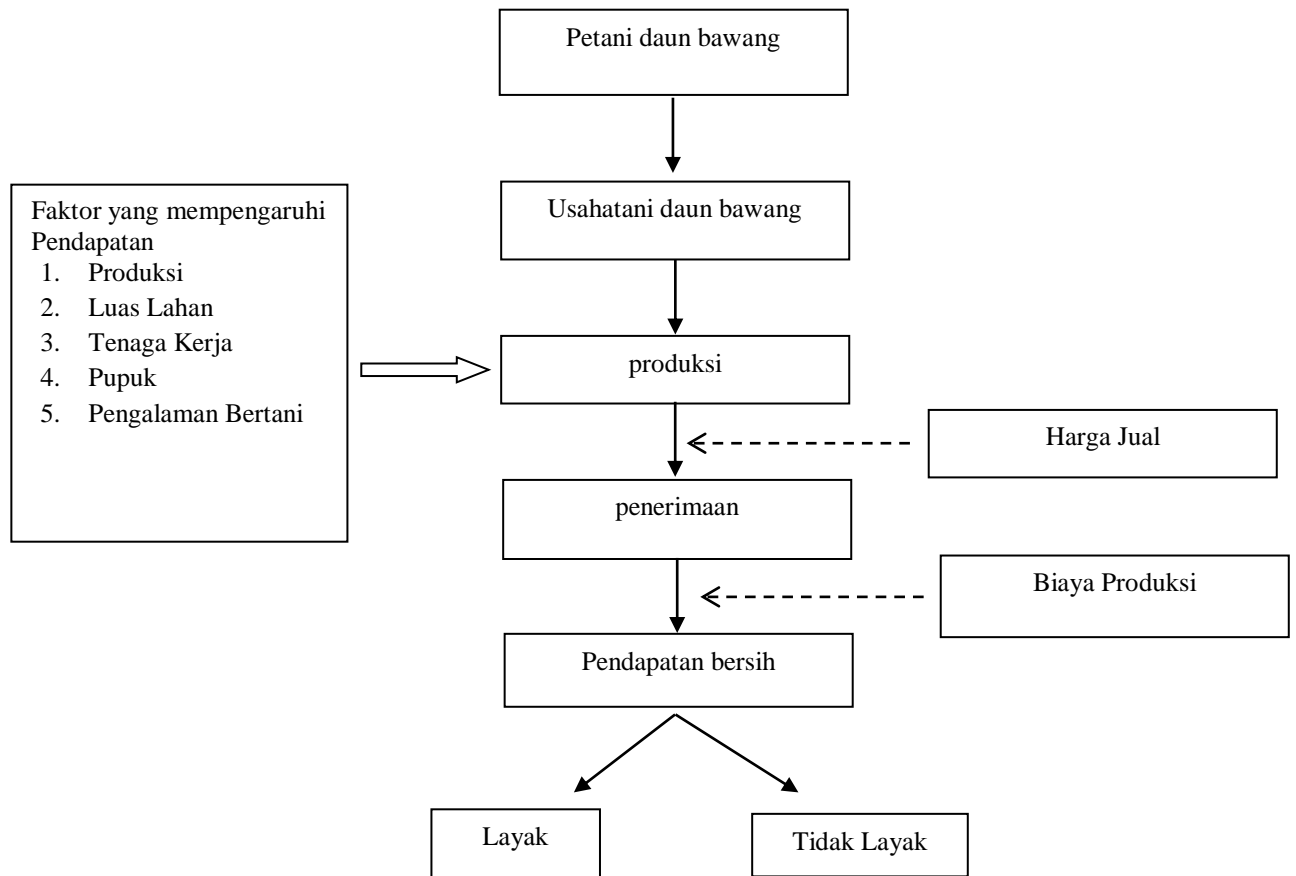 Petani daun bawang
Usahatani daun bawang
Faktor yang mempengaruhi
Pendapatan
1. Produksi
2. Luas Lahan
3. Tenaga Kerja
4. Pupuk
5. Pengalaman Bertani
produksi
Harga Jual
penerimaan
Biaya Produksi
Pendapatan bersih
Layak
Tidak Layak